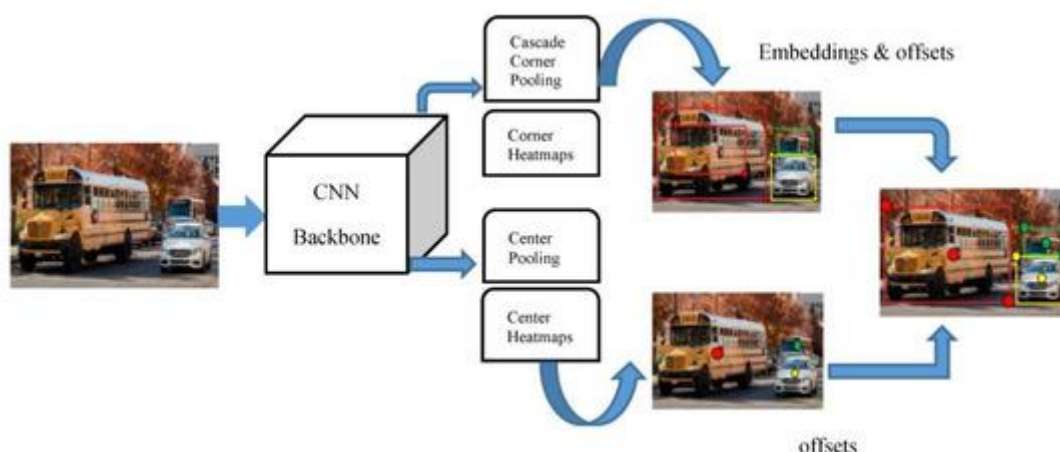 Cascade
Corner
Pooling
Embeddings & offsets
Corner
Heatmaps
CNN
Backbone
Center
Pooling
Center
Heatmaps
offsets